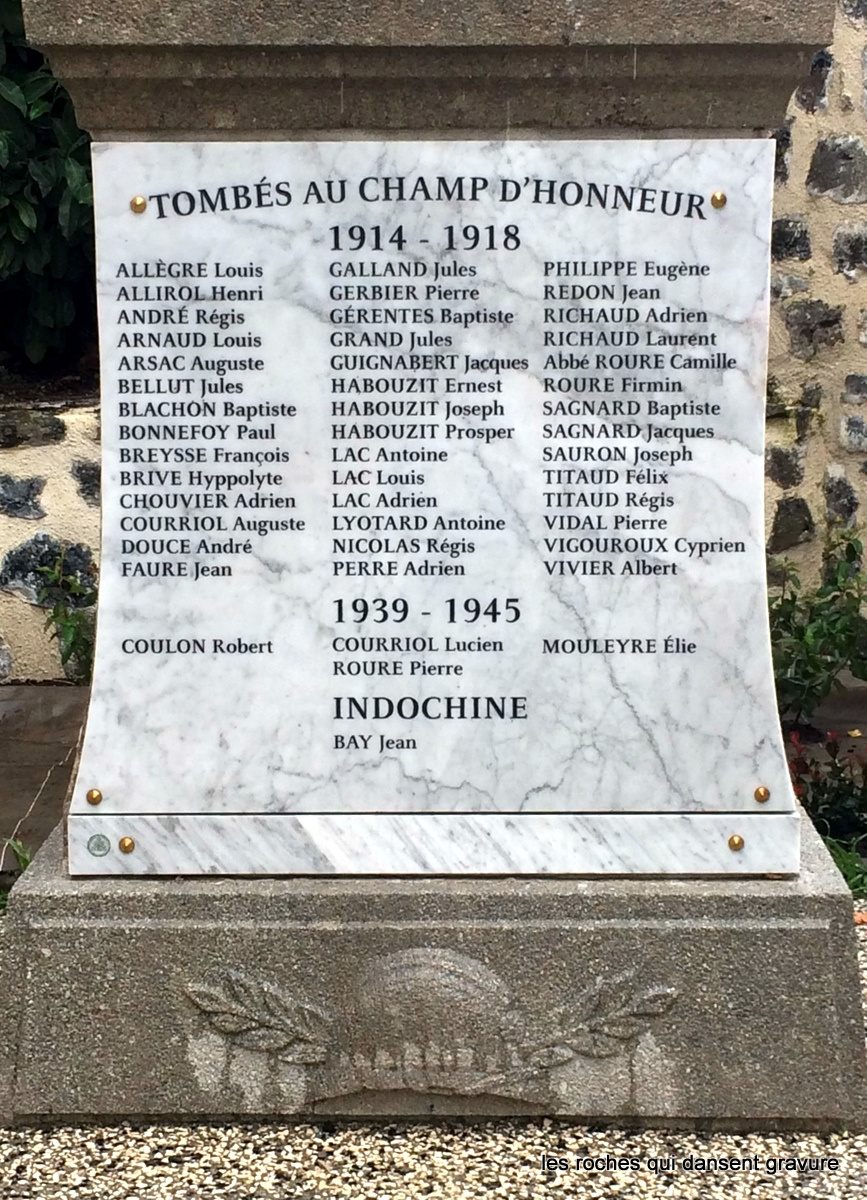 TOMBÉS AU CHAMP D'HONNEUR
1914 - 1918
ALLÈGRE Louis
ALLIROL Henri
ANDRÉ Régis
ARNAUD Louis
ARSAC Auguste
BELLUT Jules
BLACHON Baptiste
BONNEFOY Paul
BREYSSE François
BRIVE Hyppolyte
CHOUVIER Adrien
COURRIOL Auguste
DOUCE André
FAURE Jean
GALLAND Jules
GERBIER Pierre
GÉRENTES Baptiste
GRAND Jules
GUIGNABERT Jacques
HABOUZIT Ernest
HABOUZIT Joseph
HABOUZIT Prosper
LAC Antoine
LAC Louis
LAC Adrien
LYOTARD Antoine
NICOLAS Régis
PERRE Adrien
PHILIPPE Eugène
REDON Jean
RICHAUD Adrien
RICHAUD Laurent
Abbé ROURE Camille
ROURE Firmin
SAGNARD Baptiste
SAGNARD Jacques
SAURON Joseph
TITAUD Félix
TITAUD Régis
VIDAL Pierre
VIGOUROUX Cyprien
VIVIER Albert
1939 - 1945
COULON Robert
COURRIOL Lucien
ROURE Pierre
MOULEYRE Élie
INDOCHINE
BAY Jean
les roches qui dansent gravure